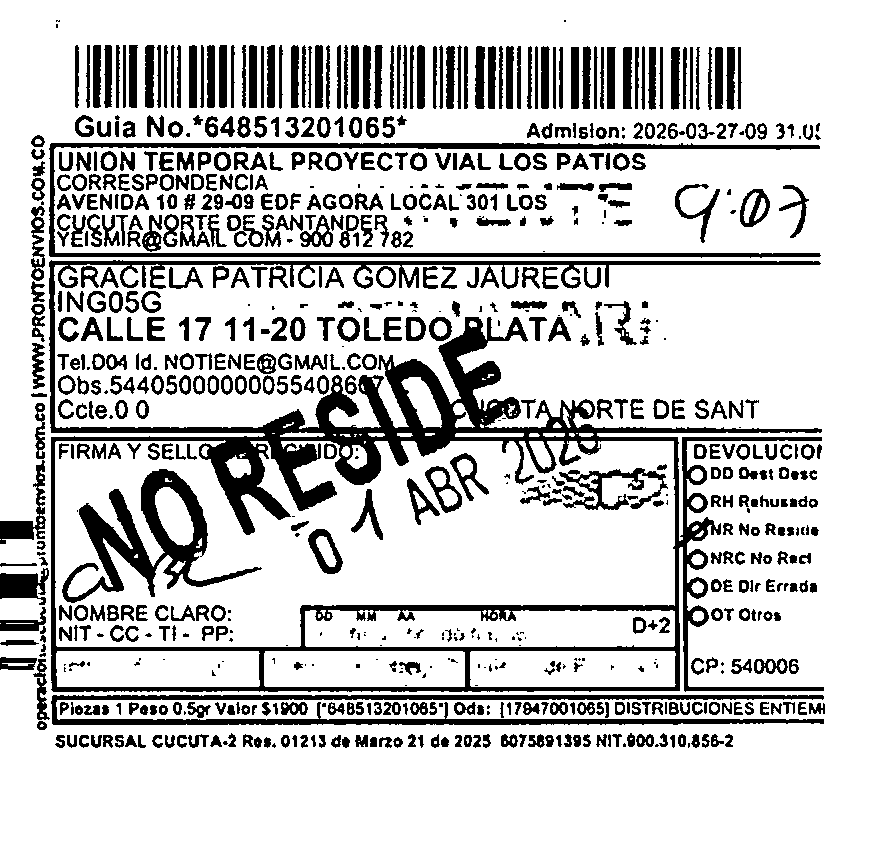 Guia No.*648513201065*
Admision: 2026-03-27-09 31.05
UNION TEMPORAL PROYECTO VIAL LOS PATIOS
CORRESPONDENCIA
AVENIDA 10 # 29-09 EDF AGORA LOCAL 301 LOS
CUCUTA NORTE DE SANTANDER
YEISMIR@GMAIL COM - 900 812 782
9:07
GRACIELA PATRICIA GOMEZ JAUREGUI
ING05G
CALLE 17 11-20 TOLEDO PLATA
Tel.D04 Id. NOTIENE@GMAIL.COM
Ccte.0 0
CUCUTA NORTE DE SANT
NO RESIDE
01 ABR 2026
FIRMA Y SELLO RECIBIDO:
DEVOLUCION
DD Dest Desc
RH Rehusado
NR No Reside
NRC No Recl
DE Dir Errada
OT Otros
NOMBRE CLARO:
NIT - CC - TI - PP:
DD MM AA HORA
D+2
CP: 540006
Piezas 1 Peso 0.5gr Valor $1900 ["648513201065"] Ods: [17847001065] DISTRIBUCIONES ENTIEM
SUCURSAL CUCUTA-2 Res. 01213 de Marzo 21 de 2025 6075891395 NIT.900.310,856-2
www.PRONTOENVIOS.COM.CO